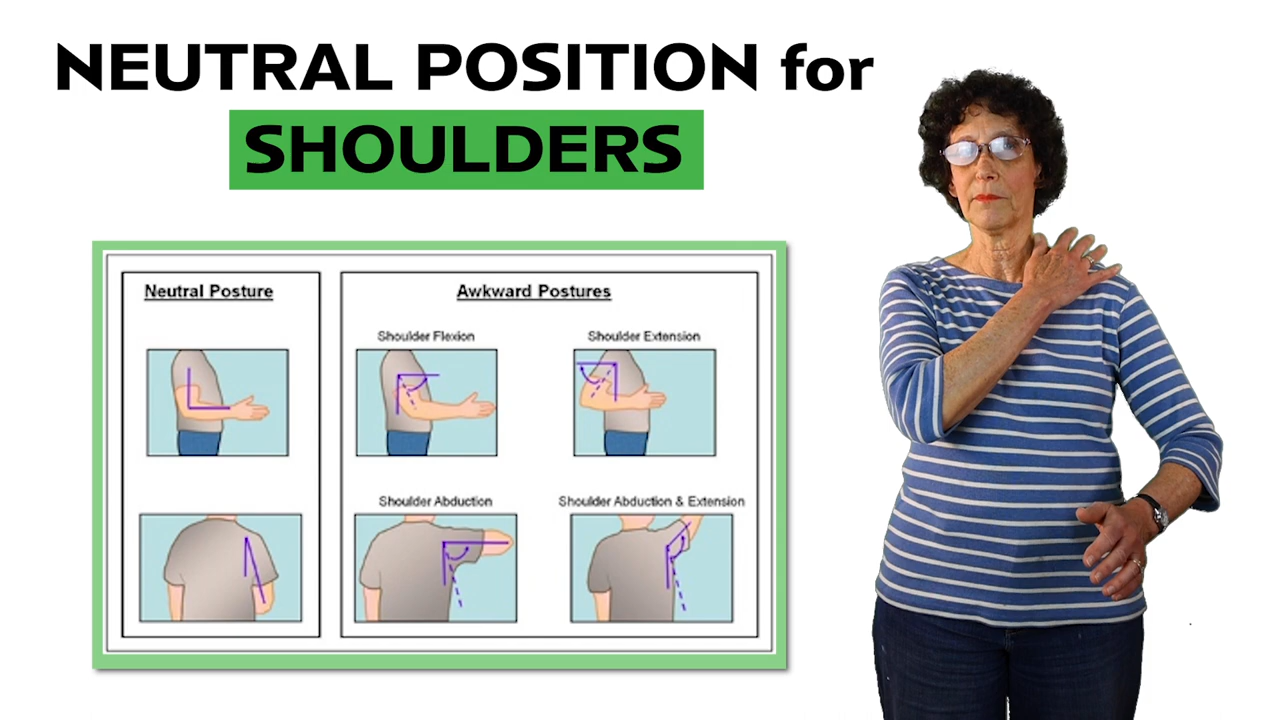 NEUTRAL POSITION for
SHOULDERS
Neutral Posture
Awkward Postures
Shoulder Flexion
Shoulder Extension
Shoulder Abduction
Shoulder Abduction & Extension